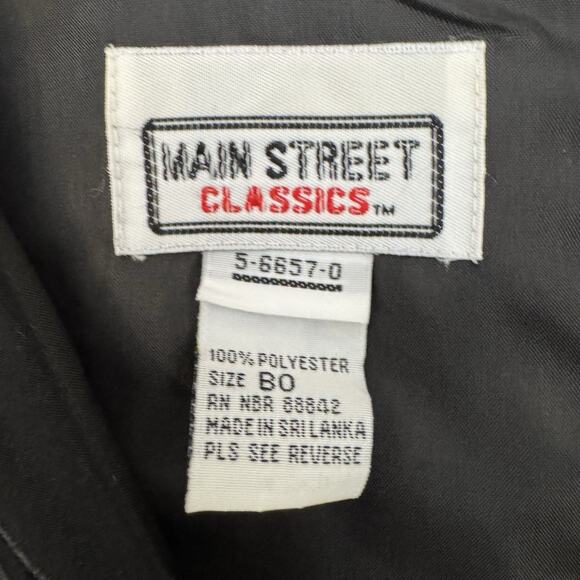 MAIN STREET
CLASSICS™
5-6657-0
100% POLYESTER
SIZE BO
RN NBR 88842
MADE IN SRI LANKA
PLS SEE REVERSE